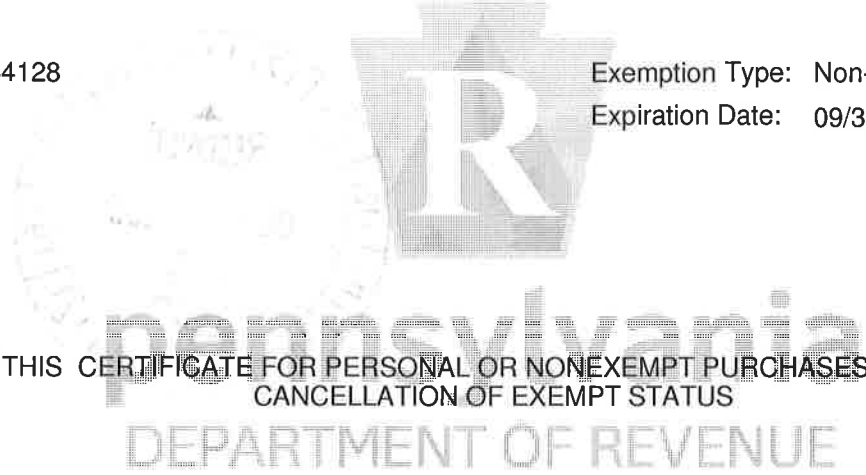 4128
Exemption Type: Non-
Expiration Date: 09/3
R
pennsylvania
THIS CERTIFICATE FOR PERSONAL OR NONEXEMPT PURCHASES
CANCELLATION OF EXEMPT STATUS
DEPARTMENT OF REVENUE